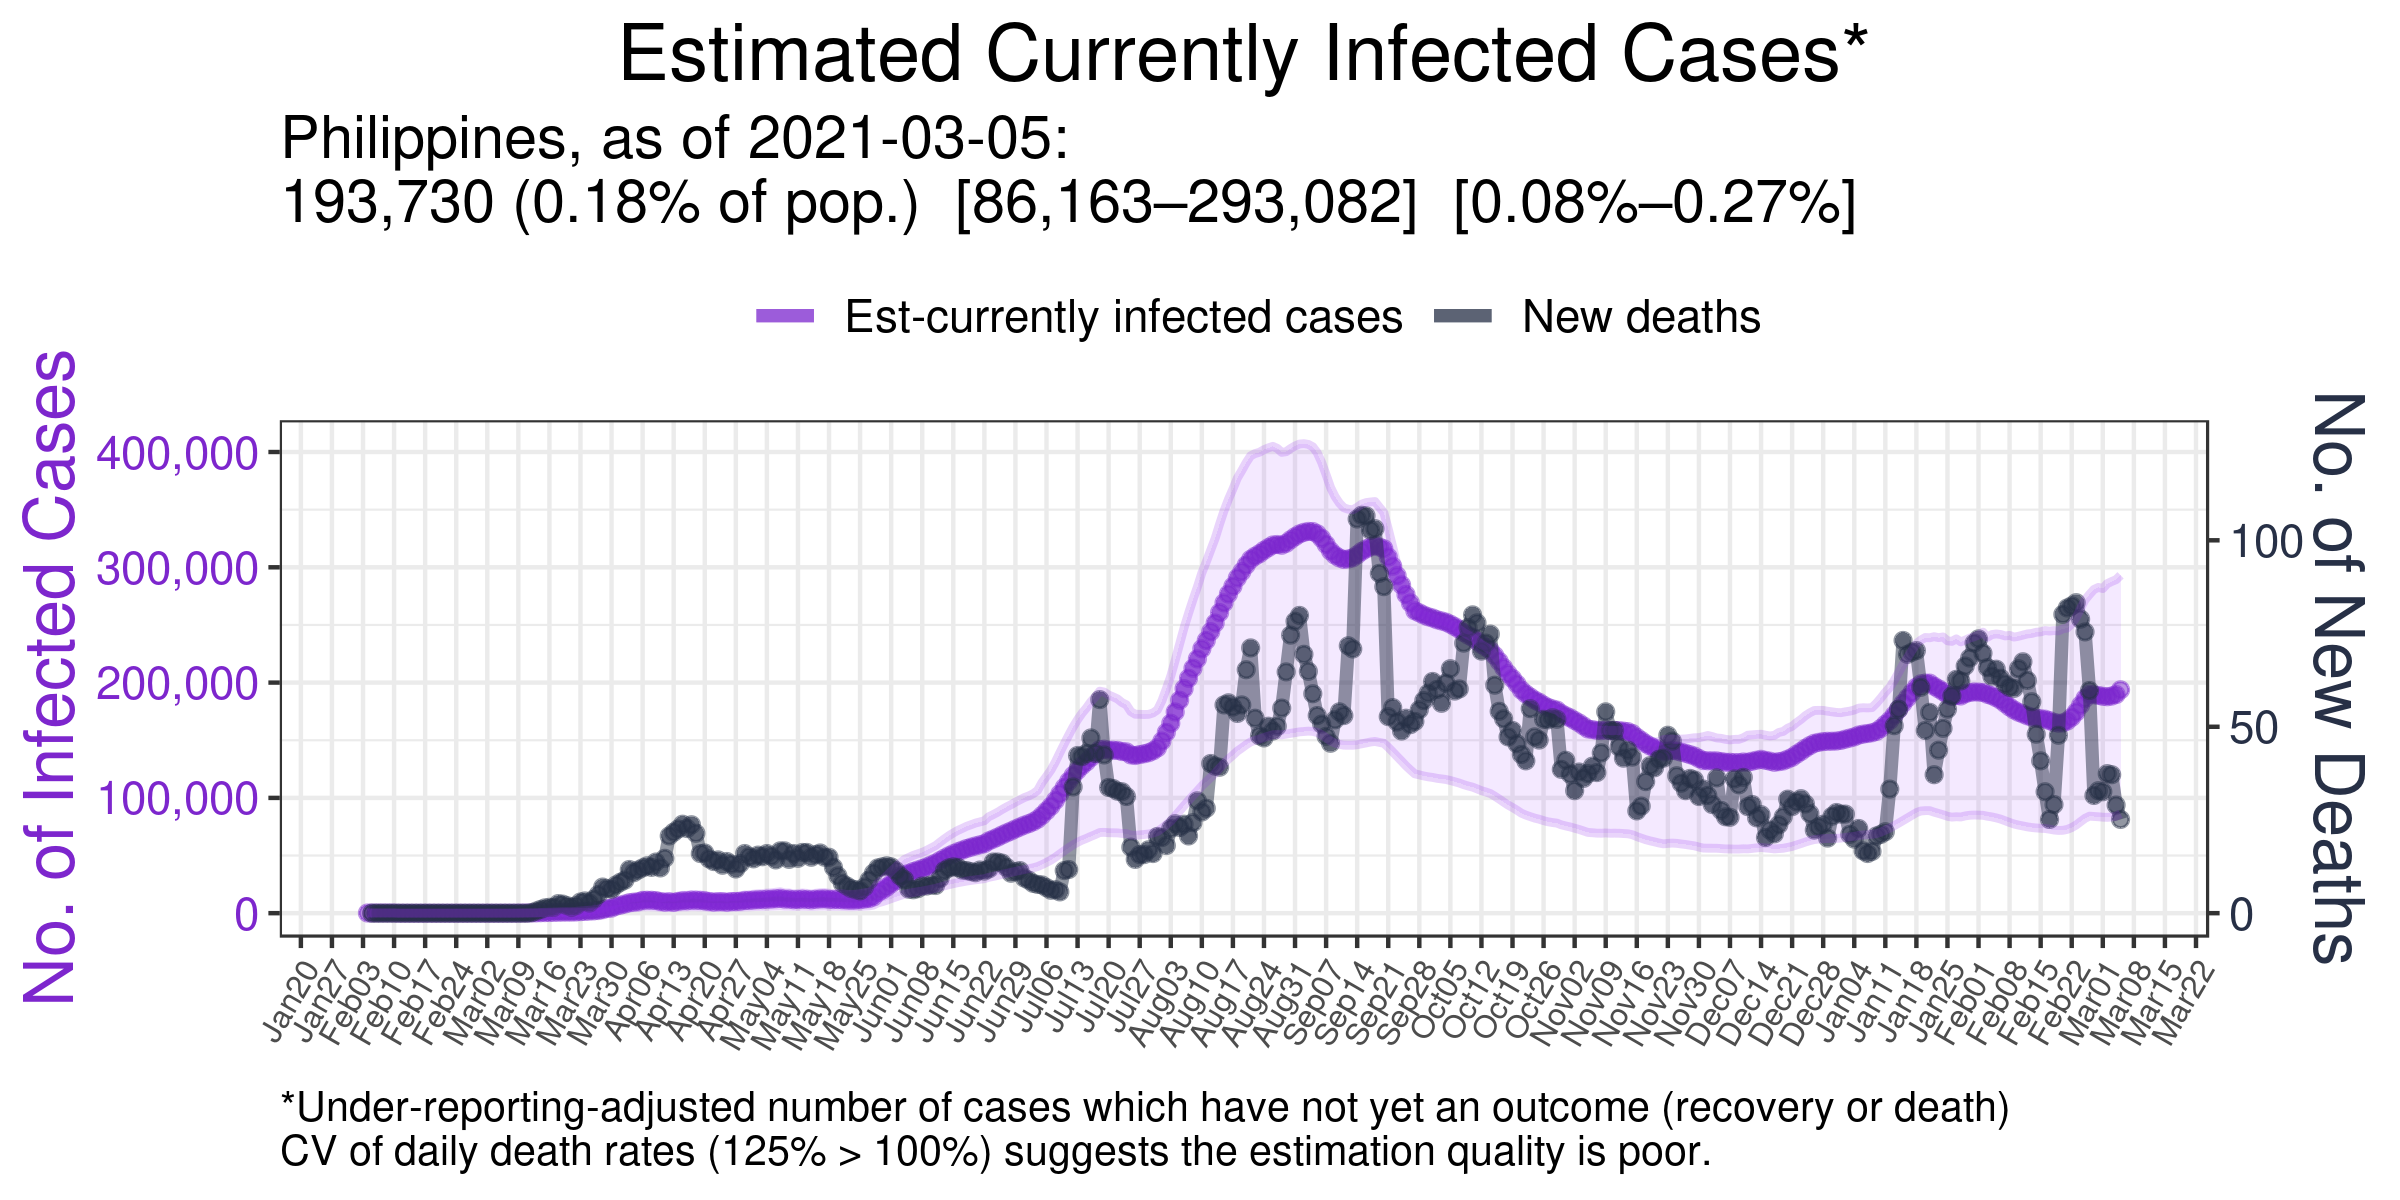 Estimated Currently Infected Cases*
Philippines, as of 2021-03-05:
193,730 (0.18% of pop.)  [86,163–293,082]  [0.08%–0.27%]
Est-currently infected cases
New deaths
No. of Infected Cases
400,000
300,000
200,000
100,000
0
No. of New Deaths
100
50
0
Jan20
Jan27
Feb03
Feb10
Feb17
Feb24
Mar02
Mar09
Mar16
Mar23
Mar30
Apr06
Apr13
Apr20
Apr27
May04
May11
May18
May25
Jun01
Jun08
Jun15
Jun22
Jun29
Jul06
Jul13
Jul20
Jul27
Aug03
Aug10
Aug17
Aug24
Aug31
Sep07
Sep14
Sep21
Sep28
Oct05
Oct12
Oct19
Oct26
Nov02
Nov09
Nov16
Nov23
Nov30
Dec07
Dec14
Dec21
Dec28
Jan04
Jan11
Jan18
Jan25
Feb01
Feb08
Feb15
Feb22
Mar01
Mar08
Mar15
Mar22
*Under-reporting-adjusted number of cases which have not yet an outcome (recovery or death)
CV of daily death rates (125% > 100%) suggests the estimation quality is poor.